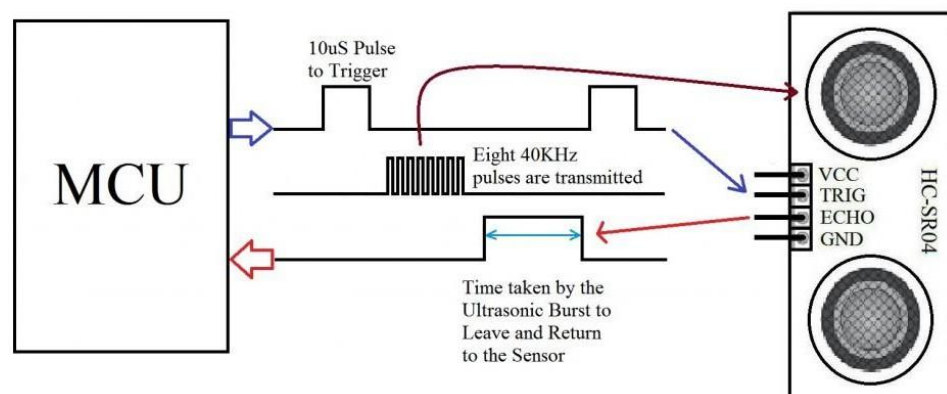 MCU
10uS Pulse
to Trigger
Eight 40KHz
pulses are transmitted
Time taken by the
Ultrasonic Burst to
Leave and Return
to the Sensor
VCC
TRIG
ECHO
GND
HC-SR04